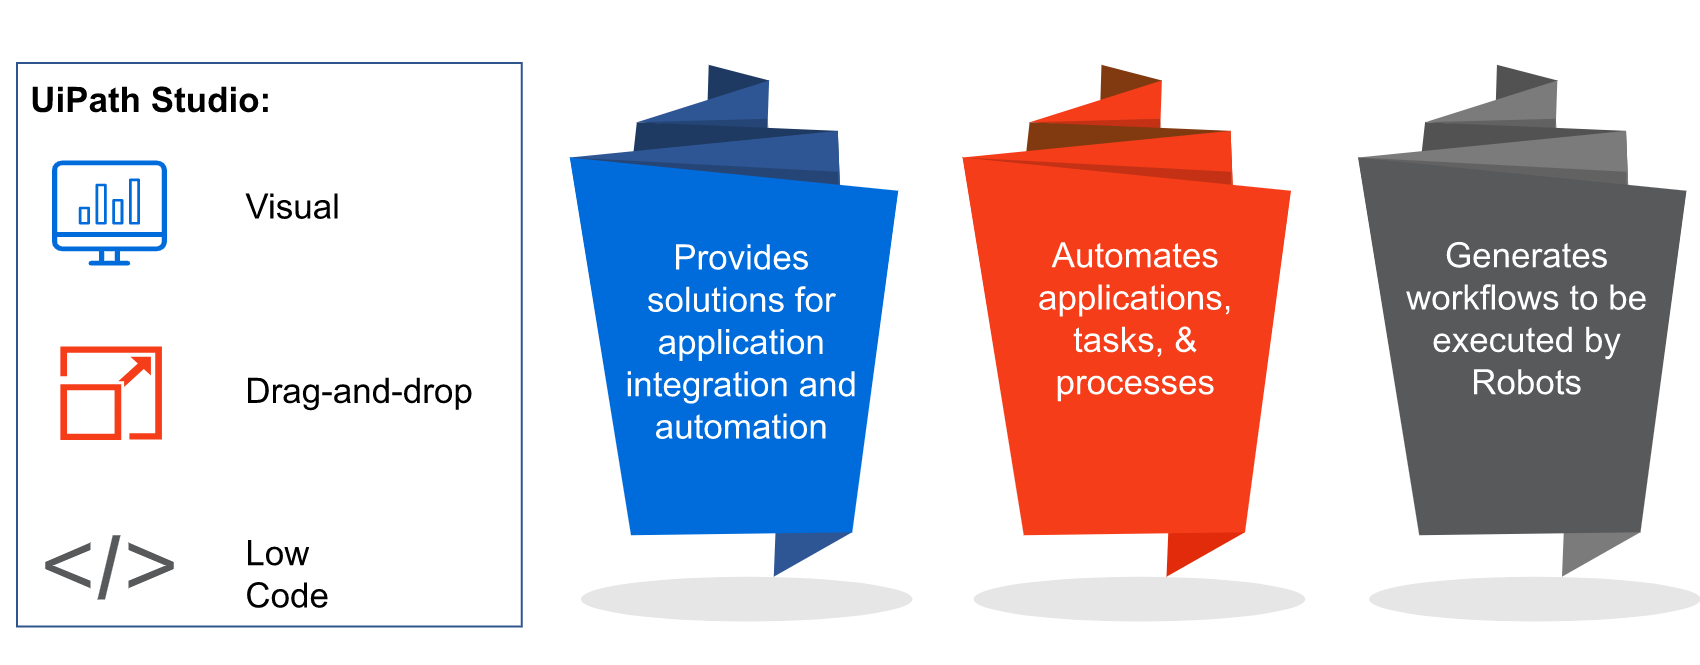 UiPath Studio:
Visual
Drag-and-drop
</>
Low
Code
Provides
solutions for
application
integration and
automation
Automates
applications,
tasks, &
processes
Generates
workflows to be
executed by
Robots